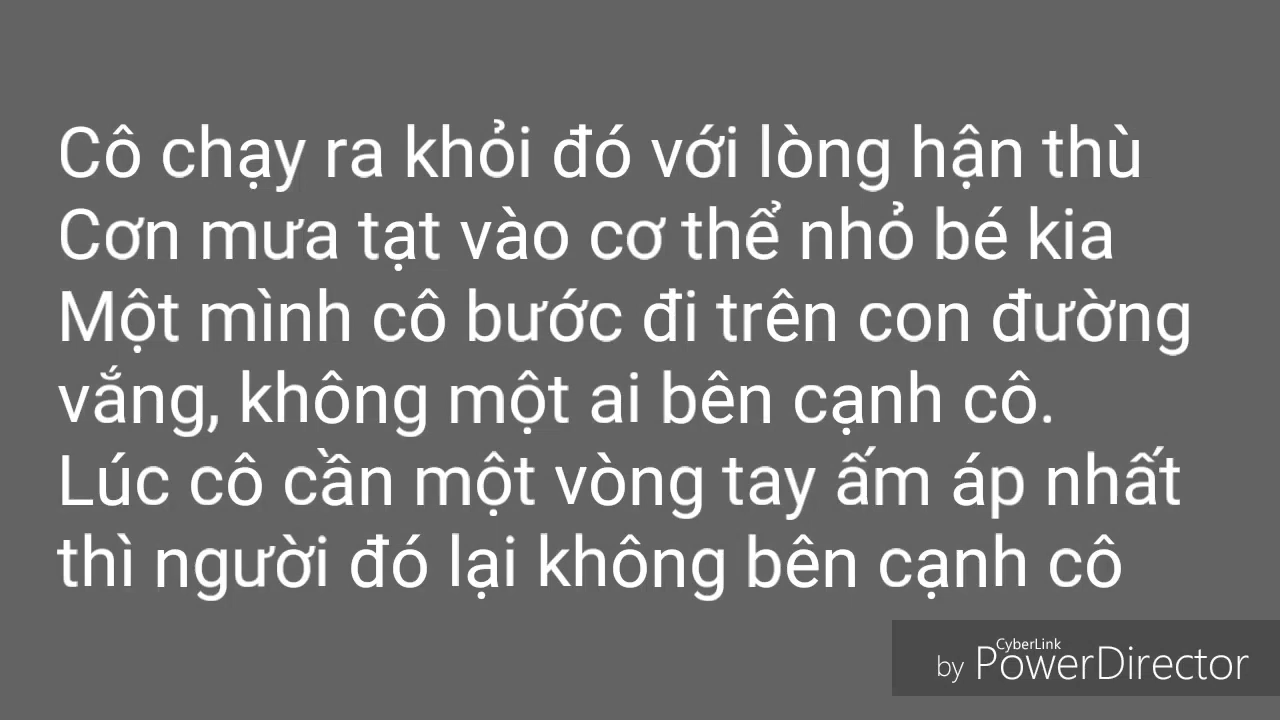 Cô chạy ra khỏi đó với lòng hận thù
Cơn mưa tạt vào cơ thể nhỏ bé kia
Một mình cô bước đi trên con đường
vắng, không một ai bên cạnh cô.
Lúc cô cần một vòng tay ấm áp nhất
thì người đó lại không bên cạnh cô
CyberLink
by PowerDirector